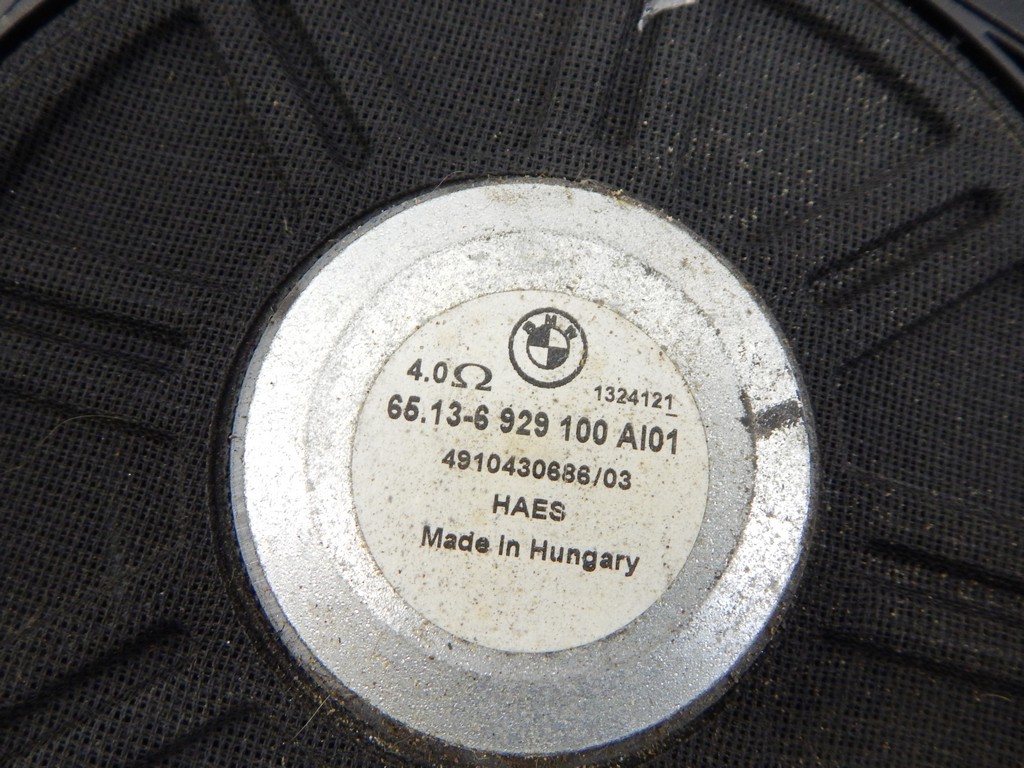 BMW
4.0Ω
1324121
65.13-6 929 100 AI01
4910430686/03
HAES
Made in Hungary